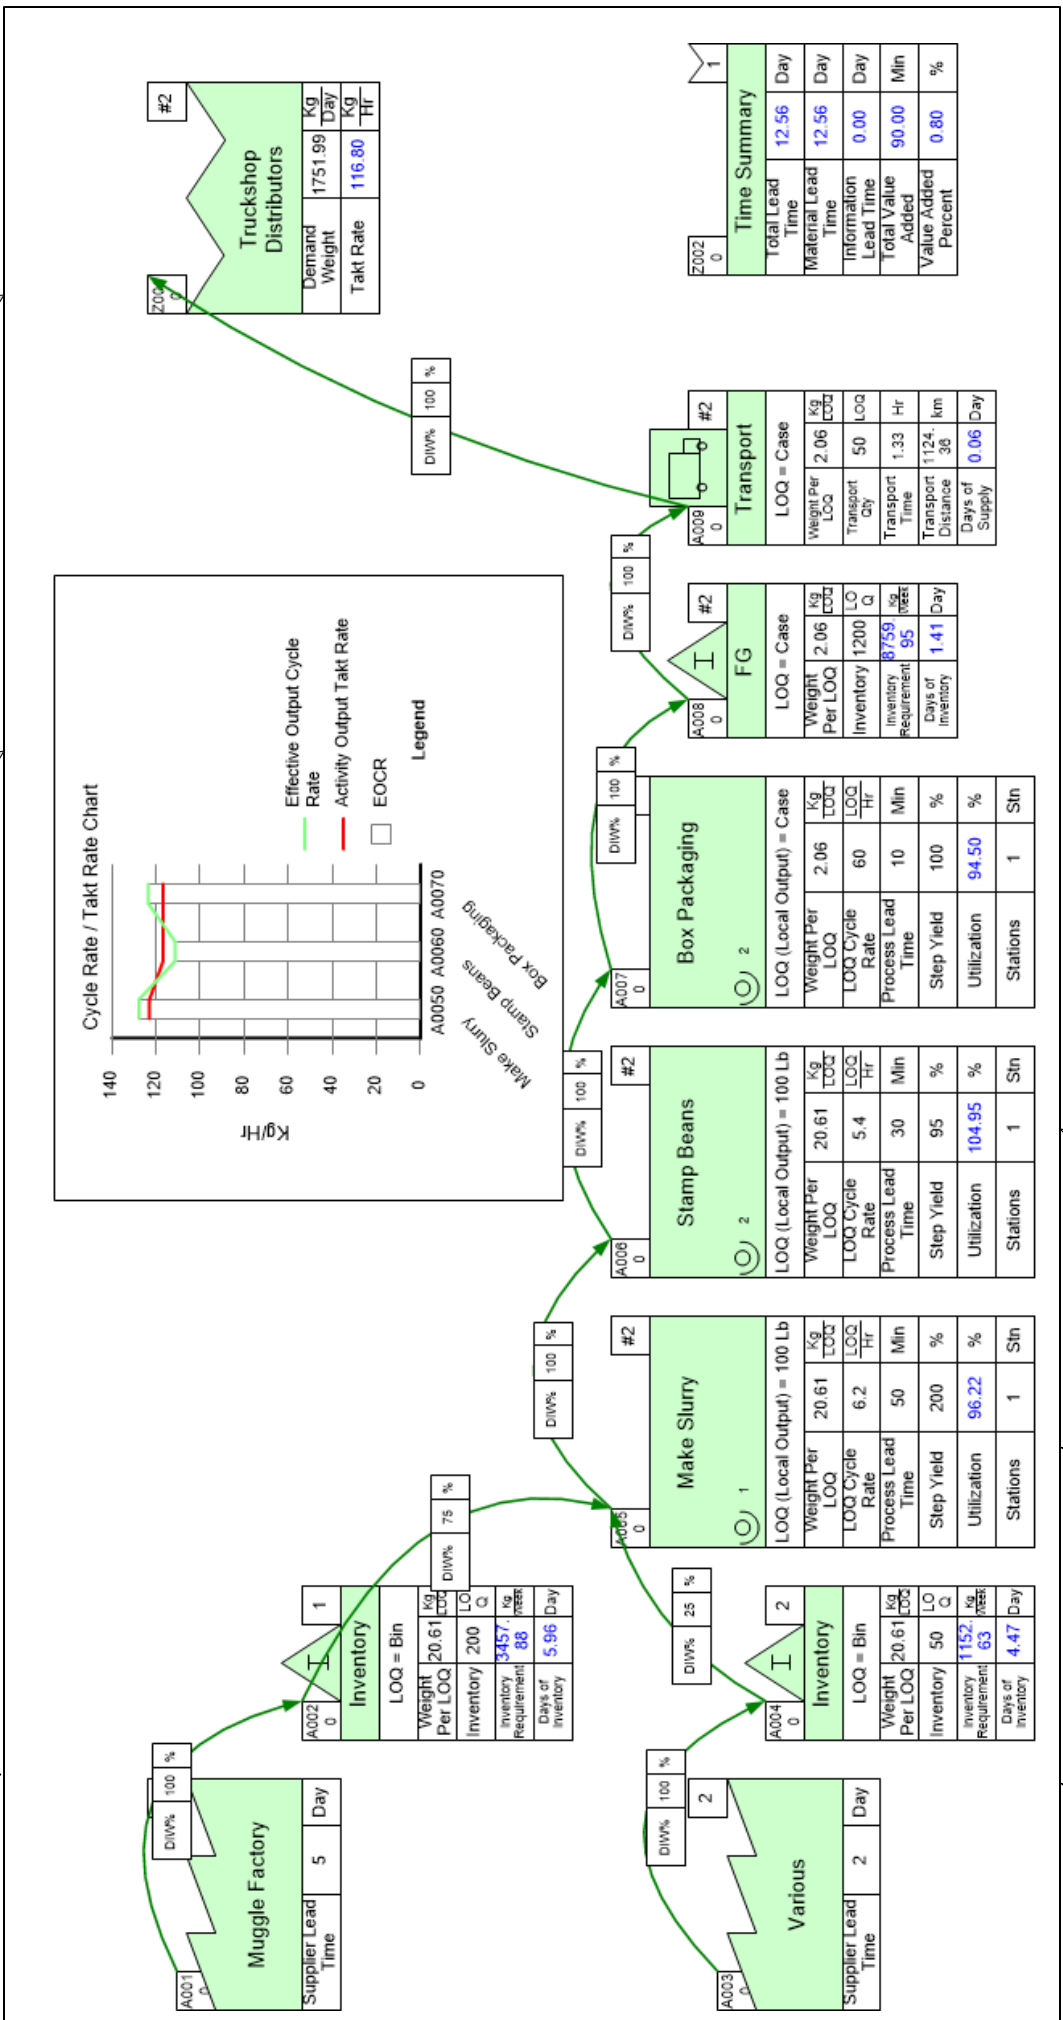 Z00
0
#2
Truckshop
Distributors
Demand
Weight
1751.99
Kg
Day
Takt Rate
116.80
Kg
Hr
Z002
0
1
Time Summary
Total Lead
Time
12.56
Day
Material Lead
Time
12.56
Day
Information
Lead Time
0.00
Day
Total Value
Added
90.00
Min
Value Added
Percent
0.80
%
DIW%
100
%
Cycle Rate / Takt Rate Chart
140
120
100
80
60
40
20
0
Kg/Hr
A0050
A0060
A0070
Make Slurry
Stamp Beans
Box Packaging
Effective Output Cycle
Rate
Activity Output Takt Rate
EOCR
Legend
A001
0
Muggle Factory
Supplier Lead
Time
5
Day
DIW%
100
%
A002
0
I
1
Inventory
LOQ = Bin
Weight
Per LOQ
20.61
Kg
LOQ
Inventory
200
LO
Q
Inventory
Requirement
3457.
88
Kg
Week
Days of
Inventory
5.96
Day
DIW%
75
%
A003
0
2
Various
Supplier Lead
Time
2
Day
DIW%
100
%
A004
0
I
2
Inventory
LOQ = Bin
Weight
Per LOQ
20.61
Kg
LOQ
Inventory
50
LO
Q
Inventory
Requirement
1152.
63
Kg
Week
Days of
Inventory
4.47
Day
DIW%
25
%
A005
0
#2
Make Slurry
1
LOQ (Local Output) = 100 Lb
Weight Per
LOQ
20.61
Kg
LOQ
LOQ Cycle
Rate
6.2
LOQ
Hr
Process Lead
Time
50
Min
Step Yield
200
%
Utilization
96.22
%
Stations
1
Stn
DIW%
100
%
A006
0
#2
Stamp Beans
2
LOQ (Local Output) = 100 Lb
Weight Per
LOQ
20.61
Kg
LOQ
LOQ Cycle
Rate
5.4
LOQ
Hr
Process Lead
Time
30
Min
Step Yield
95
%
Utilization
104.95
%
Stations
1
Stn
DIW%
100
%
A007
0
Box Packaging
2
LOQ (Local Output) = Case
Weight Per
LOQ
2.06
Kg
LOQ
LOQ Cycle
Rate
60
LOQ
Hr
Process Lead
Time
10
Min
Step Yield
100
%
Utilization
94.50
%
Stations
1
Stn
DIW%
100
%
A008
0
I
#2
FG
LOQ = Case
Weight
Per LOQ
2.06
Kg
LOQ
Inventory
1200
LO
Q
Inventory
Requirement
8759.
95
Kg
Week
Days of
Inventory
1.41
Day
DIW%
100
%
A009
0
#2
Transport
LOQ = Case
Weight Per
LOQ
2.06
Kg
LOQ
Transport
Qty
50
LOQ
Transport
Time
1.33
Hr
Transport
Distance
1124.
36
km
Days of
Supply
0.06
Day